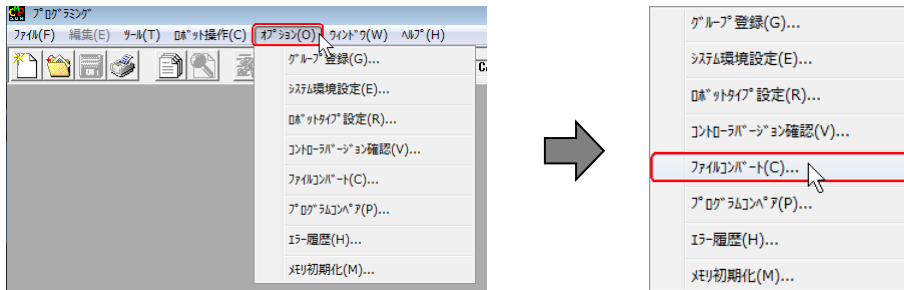 ﾌﾟﾛｸﾞﾗﾐﾝｸﾞ
ﾌｧｲﾙ(F) 編集(E) ﾂｰﾙ(T) ﾛﾎﾞｯﾄ操作(C) ｵﾌﾟｼｮﾝ(O) ｳｨﾝﾄﾞｳ(W) ﾍﾙﾌﾟ(H)
ｸﾞﾙｰﾌﾟ登録(G)...
ｼｽﾃﾑ環境設定(E)...
ﾛﾎﾞｯﾄﾀｲﾌﾟ設定(R)...
ｺﾝﾄﾛｰﾗﾊﾞｰｼﾞｮﾝ確認(V)...
ﾌｧｲﾙｺﾝﾊﾞｰﾄ(C)...
ﾌﾟﾛｸﾞﾗﾑｺﾝﾍﾟｱ(P)...
ｴﾗｰ履歴(H)...
ﾒﾓﾘ初期化(M)...
ｸﾞﾙｰﾌﾟ登録(G)...
ｼｽﾃﾑ環境設定(E)...
ﾛﾎﾞｯﾄﾀｲﾌﾟ設定(R)...
ｺﾝﾄﾛｰﾗﾊﾞｰｼﾞｮﾝ確認(V)...
ﾌｧｲﾙｺﾝﾊﾞｰﾄ(C)...
ﾌﾟﾛｸﾞﾗﾑｺﾝﾍﾟｱ(P)...
ｴﾗｰ履歴(H)...
ﾒﾓﾘ初期化(M)...